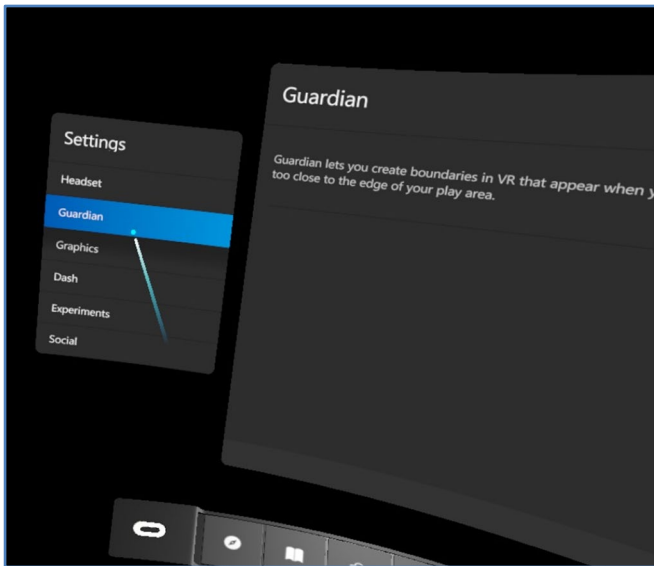 Settings
Headset
Guardian
Graphics
Dash
Experiments
Social
Guardian
Guardian lets you create boundaries in VR that appear when
too close to the edge of your play area.